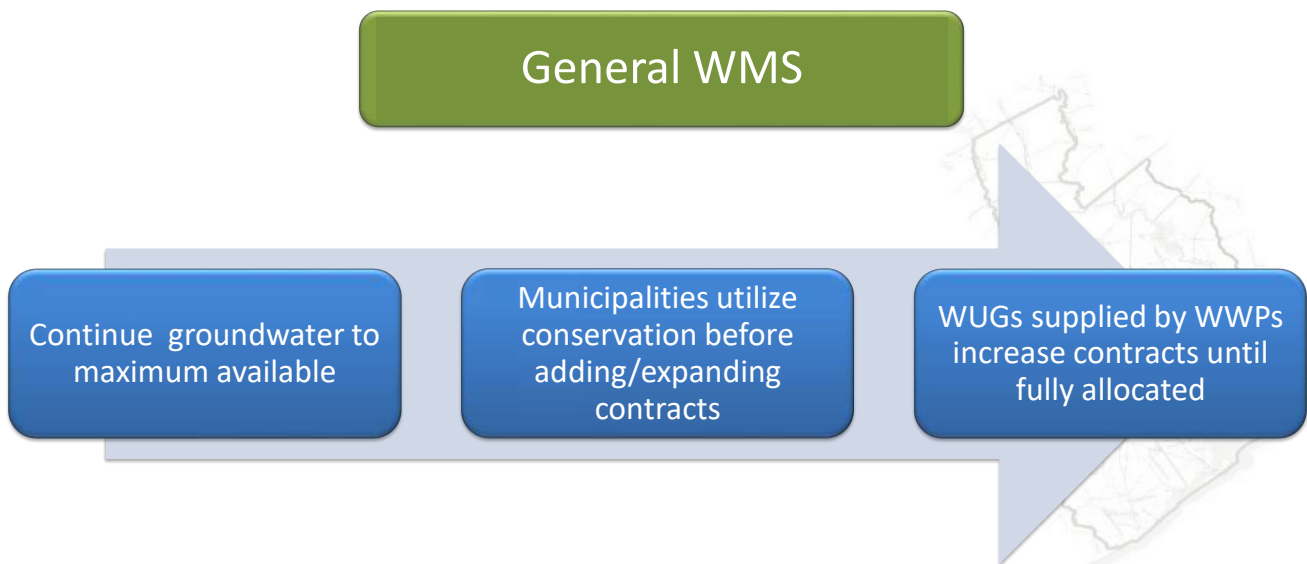 General WMS
Continue groundwater to
maximum available
Municipalities utilize
conservation before
adding/expanding
contracts
WUGs supplied by WWPs
increase contracts until
fully allocated